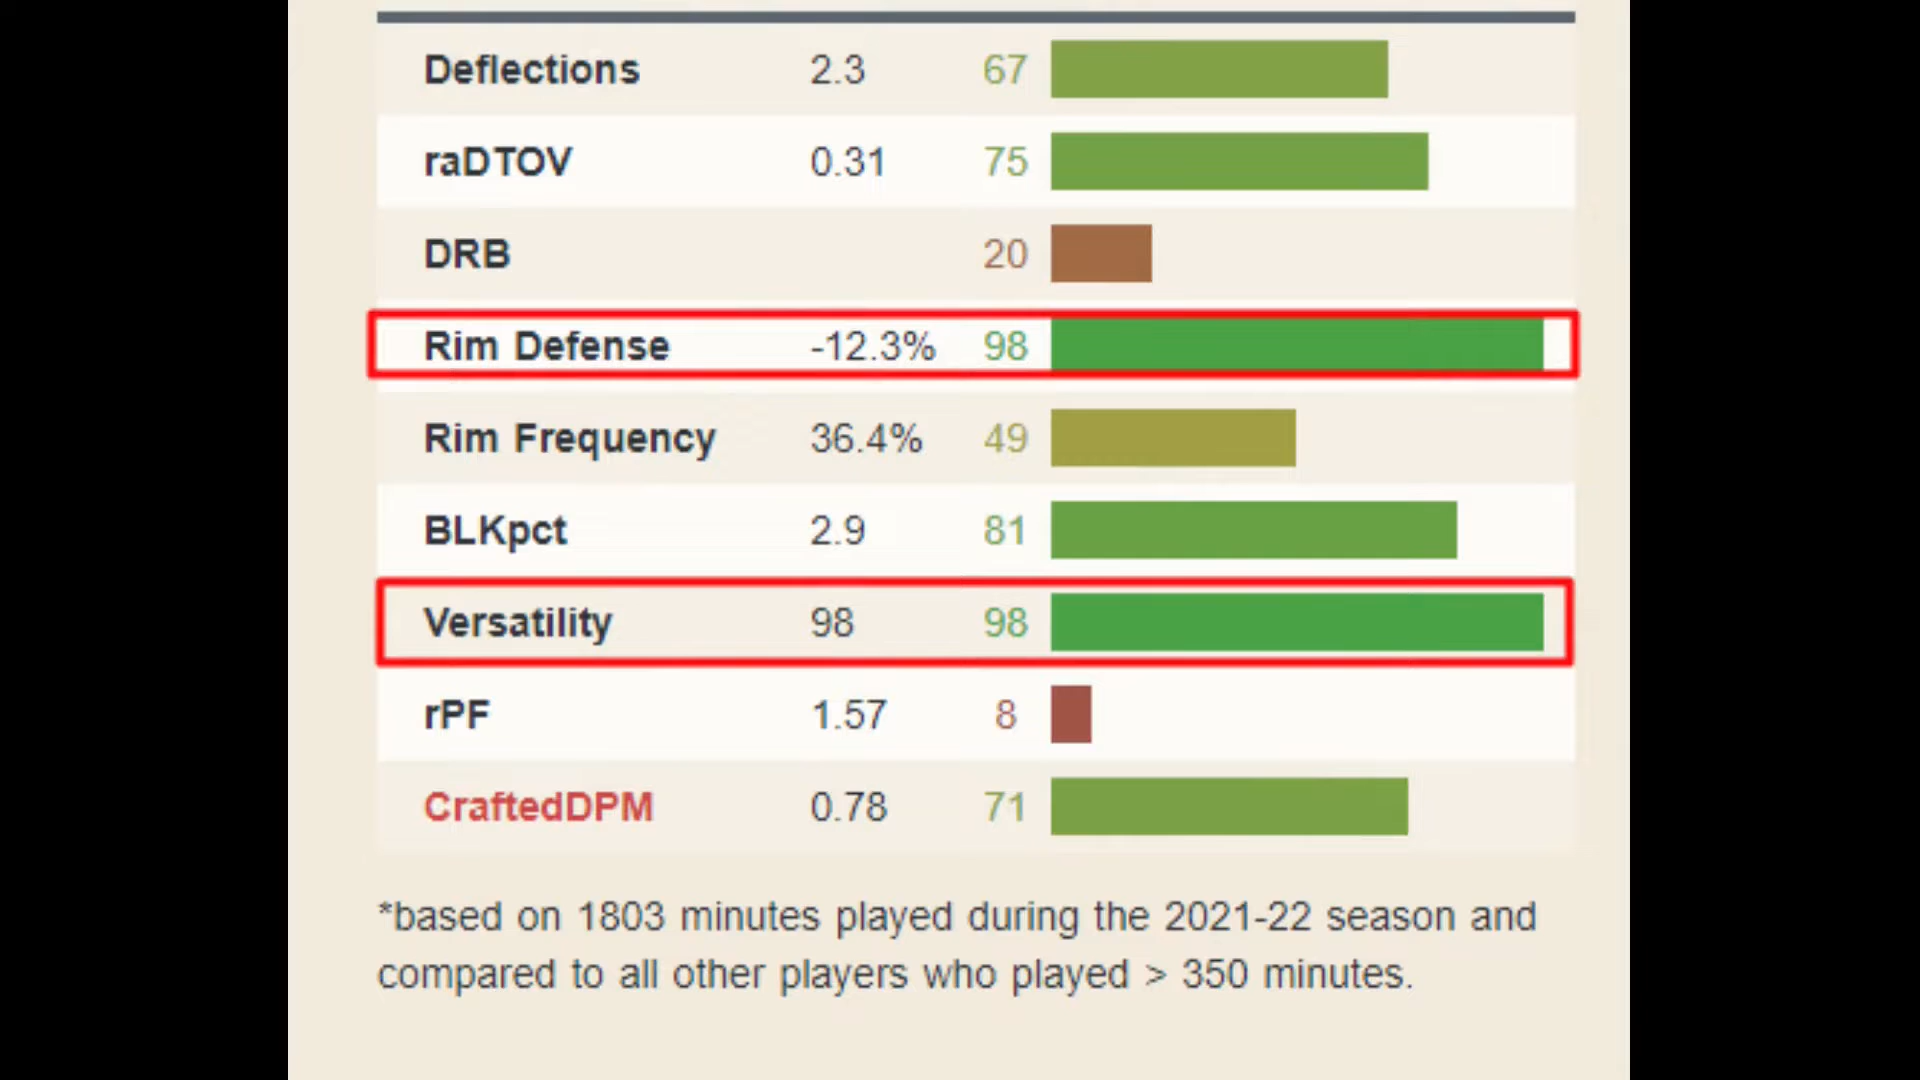 Deflections 2.3 67
raDTOV 0.31 75
DRB 20
Rim Defense -12.3% 98
Rim Frequency 36.4% 49
BLKpct 2.9 81
Versatility 98 98
rPF 1.57 8
CraftedDPM 0.78 71
*based on 1803 minutes played during the 2021-22 season and
compared to all other players who played > 350 minutes.